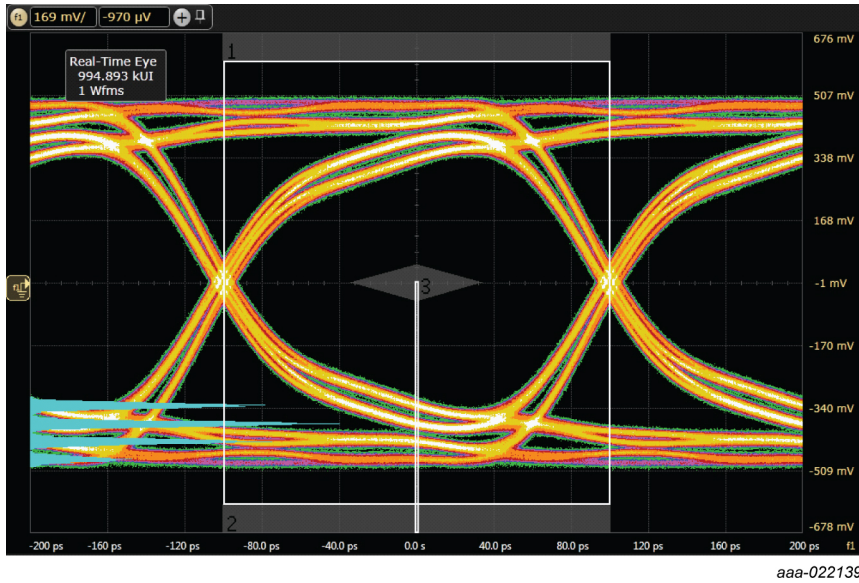 f1 169 mV/ -970 µV +
1
676 mV
Real-Time Eye
994.893 kUI
1 Wfms
507 mV
338 mV
168 mV
f1 3 -1 mV
-170 mV
-340 mV
-509 mV
2 -678 mV
-200 ps -160 ps -120 ps -80.0 ps -40.0 ps 0.0 s 40.0 ps 80.0 ps 120 ps 160 ps 200 ps f1
aaa-022139